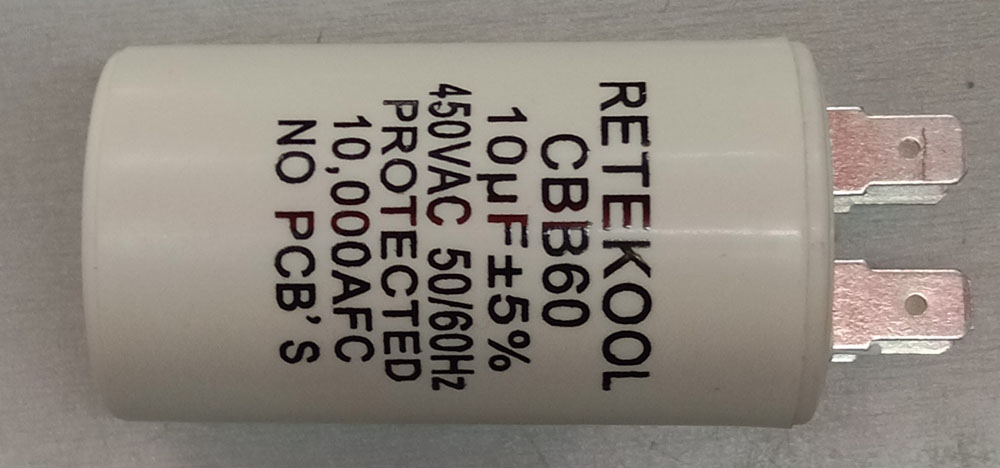 RETEKOOL
CBB60
10µF±5%
450VAC 50/60Hz
PROTECTED
10,000AFC
NO PCB'S